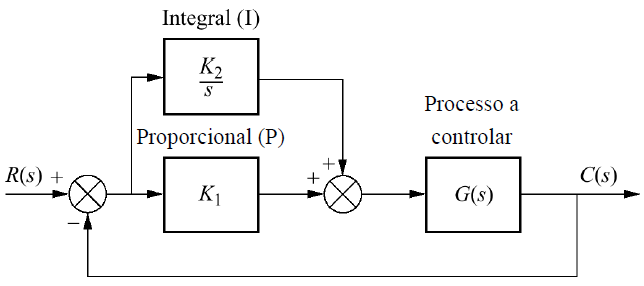 Integral (I)
K2
s
Processo a
controlar
Proporcional (P)
R(s) +
K1
+
+
G(s)
C(s)
−